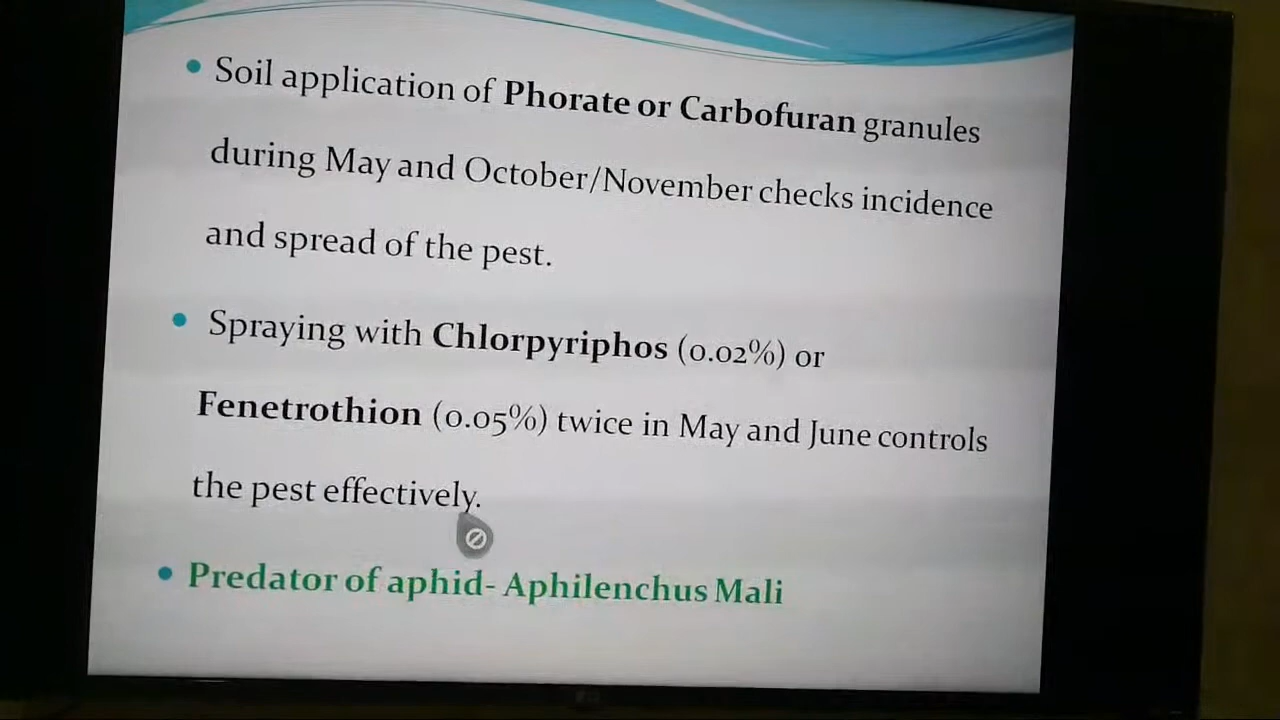 Soil application of Phorate or Carbofuran granules
during May and October/November checks incidence
and spread of the pest.
Spraying with Chlorpyriphos (0.02%) or
Fenetrothion (0.05%) twice in May and June controls
the pest effectively.
Predator of aphid- Aphilenchus Mali